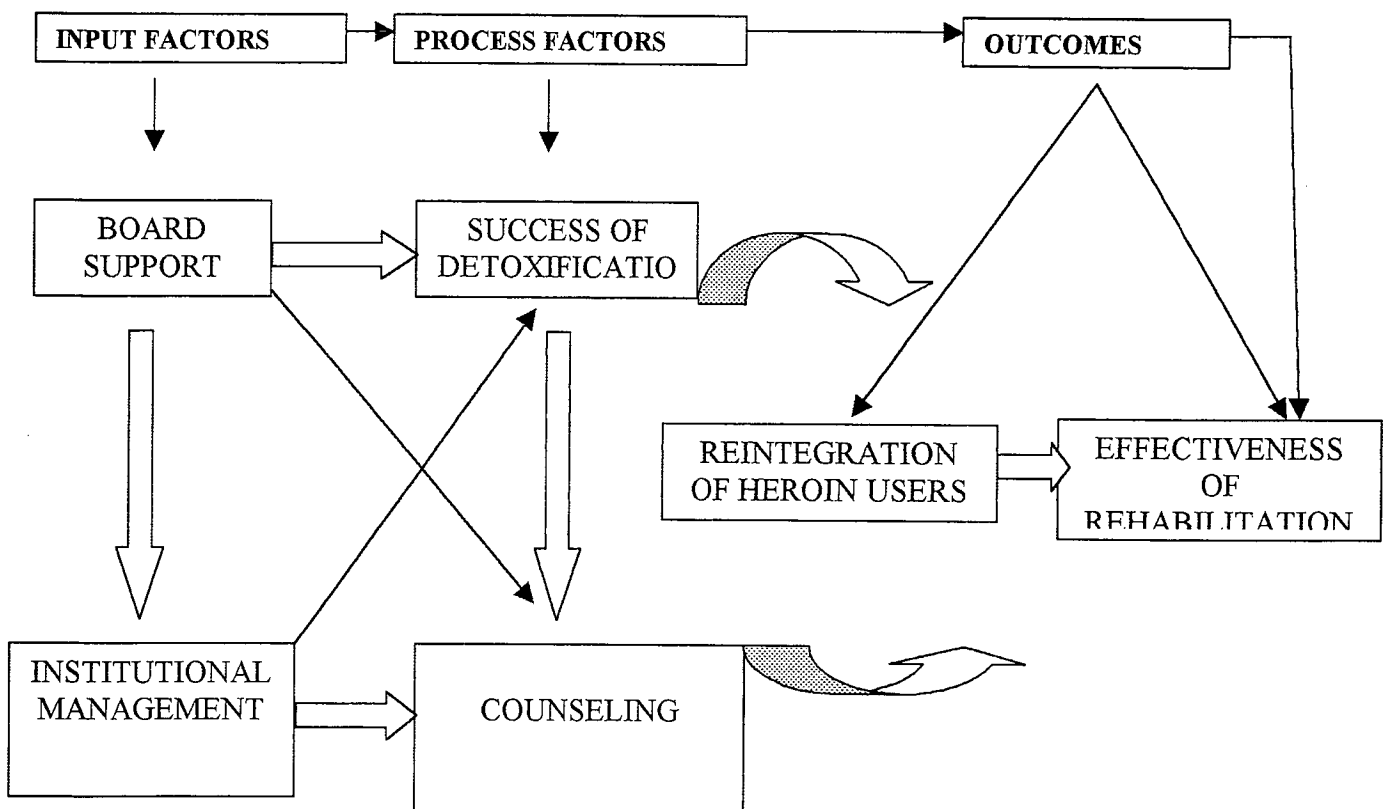 INPUT FACTORS
PROCESS FACTORS
OUTCOMES
BOARD
SUPPORT
SUCCESS OF
DETOXIFICATIO
REINTEGRATION
OF HEROIN USERS
EFFECTIVENESS
OF
REHABILITATION
INSTITUTIONAL
MANAGEMENT
COUNSELING